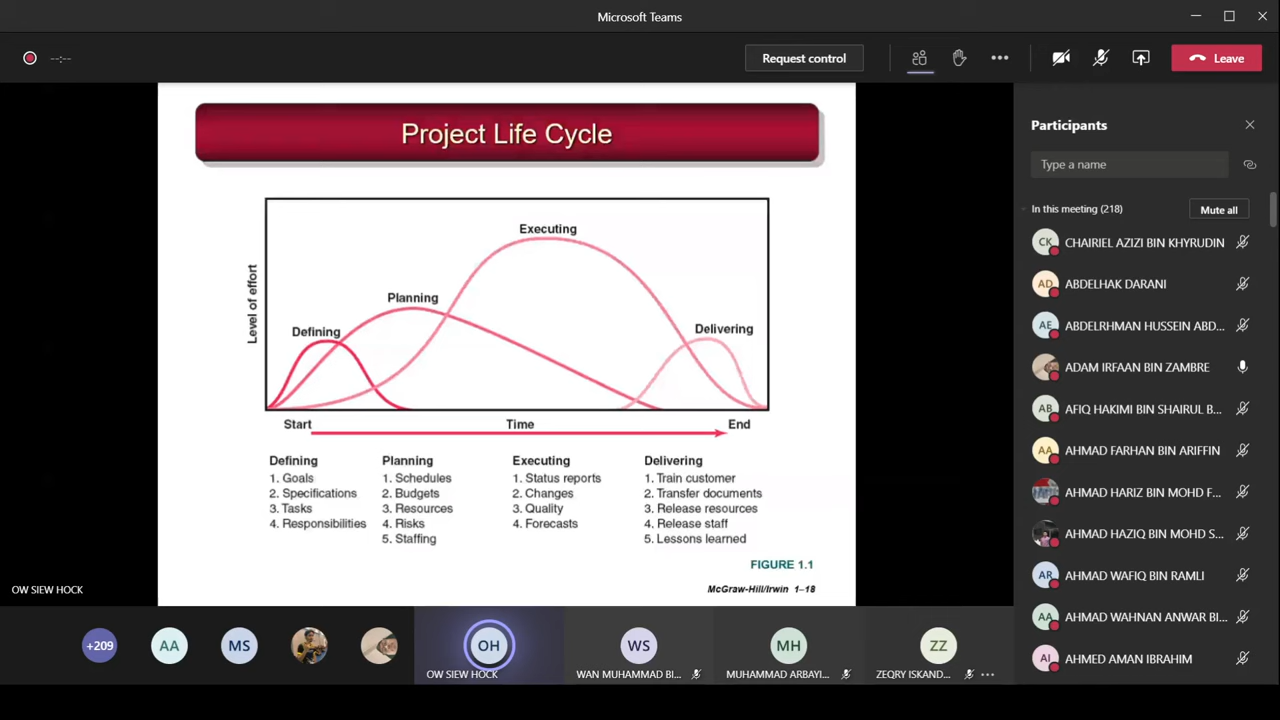 Microsoft Teams
--:--
Request control
Leave
Project Life Cycle
Executing
Planning
Defining
Delivering
Level of effort
Start
Time
End
Defining
1. Goals
2. Specifications
3. Tasks
4. Responsibilities
Planning
1. Schedules
2. Budgets
3. Resources
4. Risks
5. Staffing
Executing
1. Status reports
2. Changes
3. Quality
4. Forecasts
Delivering
1. Train customer
2. Transfer documents
3. Release resources
4. Release staff
5. Lessons learned
FIGURE 1.1
McGraw-Hill/Irwin 1–18
OW SIEW HOCK
Participants
Type a name
In this meeting (218)
Mute all
CK
CHAIRIEL AZIZI BIN KHYRUDIN
AD
ABDELHAK DARANI
AE
ABDELRHMAN HUSSEIN ABD...
ADAM IRFAAN BIN ZAMBRE
AB
AFIQ HAKIMI BIN SHAIRUL B...
AA
AHMAD FARHAN BIN ARIFFIN
AHMAD HARIZ BIN MOHD F...
AHMAD HAZIQ BIN MOHD S...
AR
AHMAD WAFIQ BIN RAMLI
AA
AHMAD WAHNAN ANWAR BI...
AI
AHMED AMAN IBRAHIM
+209
AA
MS
OH
OW SIEW HOCK
WS
WAN MUHAMMAD BI...
MH
MUHAMMAD ARBAYI...
ZZ
ZEQRY ISKAND...